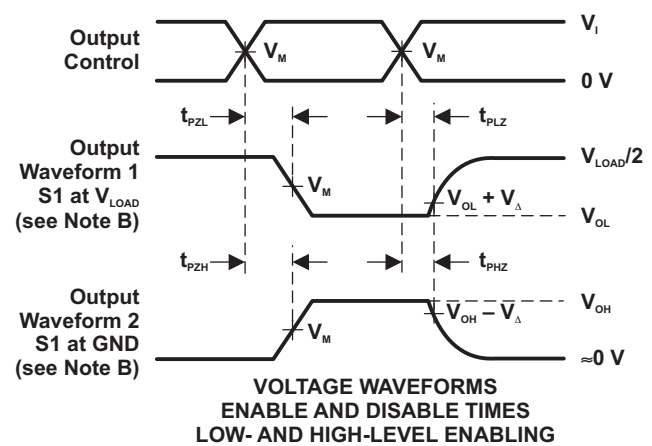 Output
Control
V_M
V_M
V_I
0 V
t_PZL
t_PLZ
Output
Waveform 1
S1 at V_LOAD
(see Note B)
V_M
V_OL + V_Δ
V_LOAD/2
V_OL
t_PZH
t_PHZ
Output
Waveform 2
S1 at GND
(see Note B)
V_M
V_OH – V_Δ
V_OH
≈0 V
VOLTAGE WAVEFORMS
ENABLE AND DISABLE TIMES
LOW- AND HIGH-LEVEL ENABLING